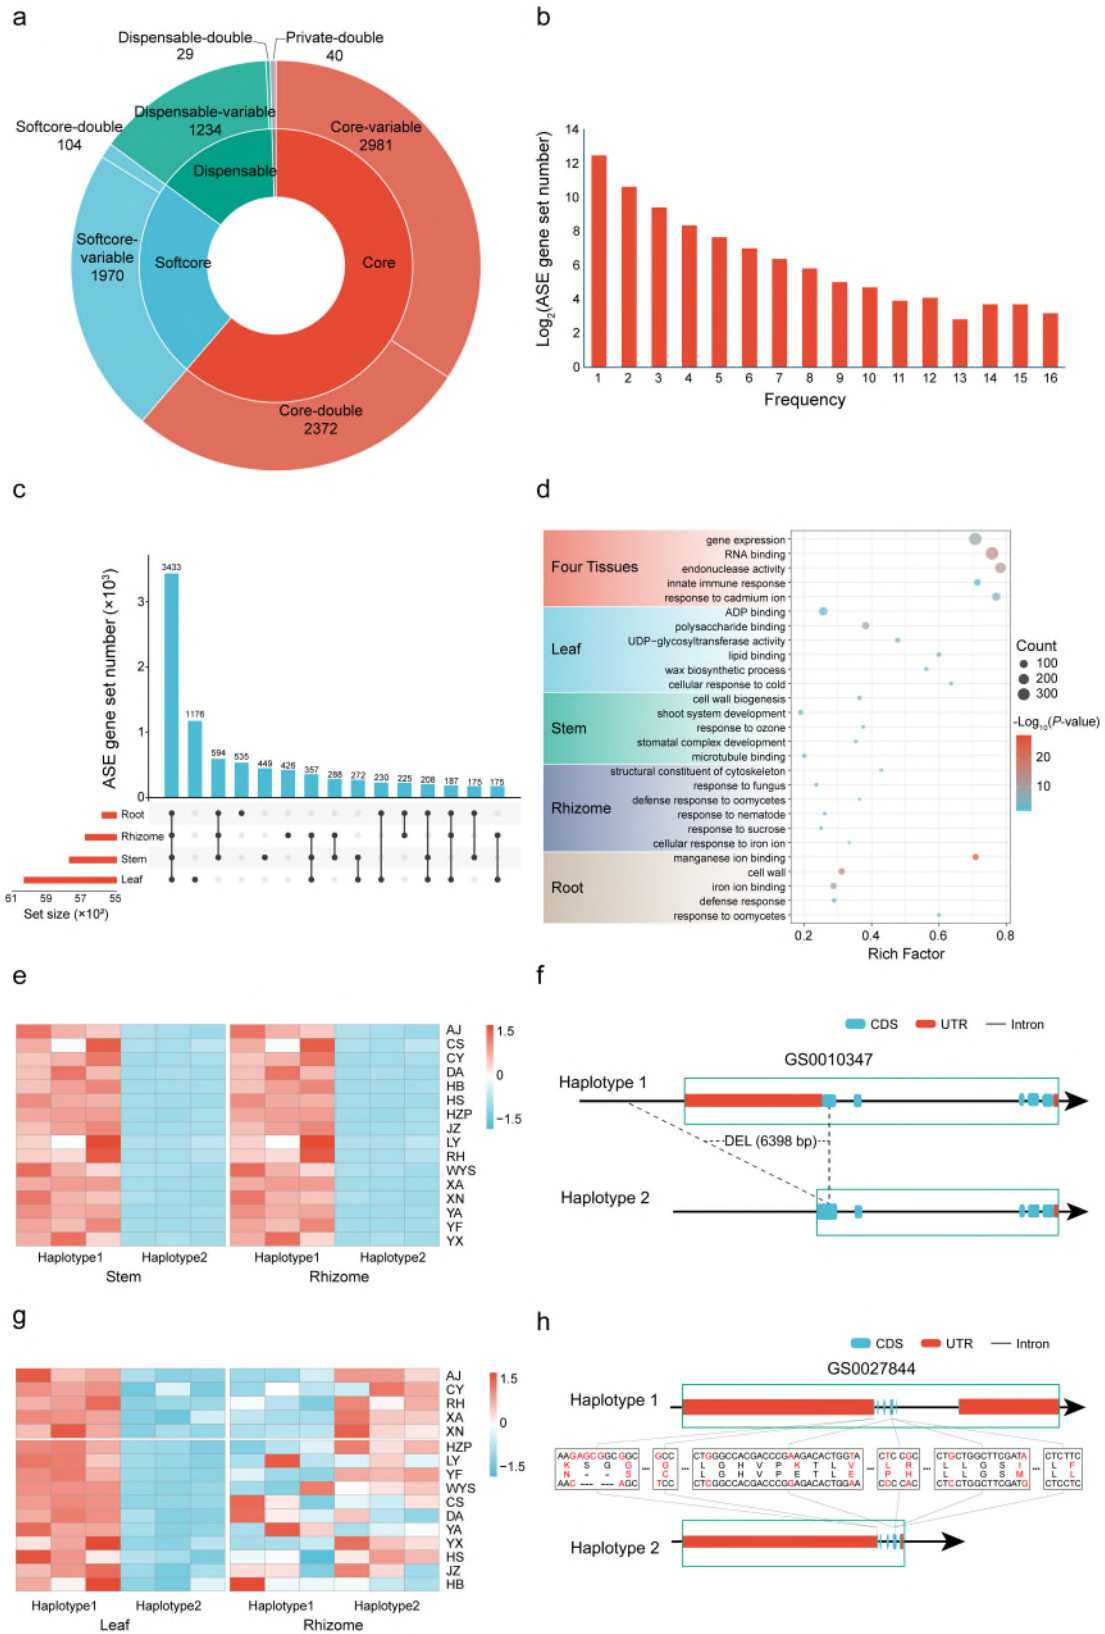 a
Dispensable-double
29
Private-double
40
Dispensable-variable
1234
Softcore-double
104
Core-variable
2981
Dispensable
Softcore-
variable
1970
Softcore
Core
Core-double
2372
b
Log2(ASE gene set number)
14
12
10
8
6
4
2
0
1 2 3 4 5 6 7 8 9 10 11 12 13 14 15 16
Frequency
c
ASE gene set number (×10³)
3
2
1
0
3433
1176
594
535
449
426
357
288
272
230
225
208
187
175
175
Root
Rhizome
Stem
Leaf
61 59 57 55
Set size (×10²)
d
Four Tissues
gene expression
RNA binding
endonuclease activity
innate immune response
response to cadmium ion
Leaf
ADP binding
polysaccharide binding
UDP−glycosyltransferase activity
lipid binding
wax biosynthetic process
cellular response to cold
Stem
cell wall biogenesis
shoot system development
response to ozone
stomatal complex development
microtubule binding
Rhizome
structural constituent of cytoskeleton
response to fungus
defense response to oomycetes
response to nematode
response to sucrose
cellular response to iron ion
Root
manganese ion binding
cell wall
iron ion binding
defense response
response to oomycetes
0.2 0.4 0.6 0.8
Rich Factor
Count
100
200
300
-Log10(P-value)
20
10
e
AJ
CS
CY
DA
HB
HS
HZP
JZ
LY
RH
WYS
XA
XN
YA
YF
YX
1.5
0
−1.5
Haplotype1 Haplotype2 Haplotype1 Haplotype2
Stem Rhizome
f
CDS UTR Intron
GS0010347
Haplotype 1
DEL (6398 bp)
Haplotype 2
g
AJ
CY
RH
XA
XN
HZP
LY
YF
WYS
CS
DA
YA
YX
HS
JZ
HB
1.5
0
−1.5
Haplotype1 Haplotype2 Haplotype1 Haplotype2
Leaf Rhizome
h
CDS UTR Intron
GS0027844
Haplotype 1
AAGAGCGGCGGC ... GCC ... CTGGGCCACGACCCGAAGACACTGGTA ... CTCCGC ... CTGCTGGCTTCGATA ... CTCTTC
K S G G G L G H V P K T L V L R L L G S I L F
N - - S C L G H V P E T L E P H L L G S M L L
AAC --- --- AGC TCC CTCGGCCACGACCCGGAGACACTGGAA CCCCAC CTCCTGGCTTCGATG CTCCTC
Haplotype 2